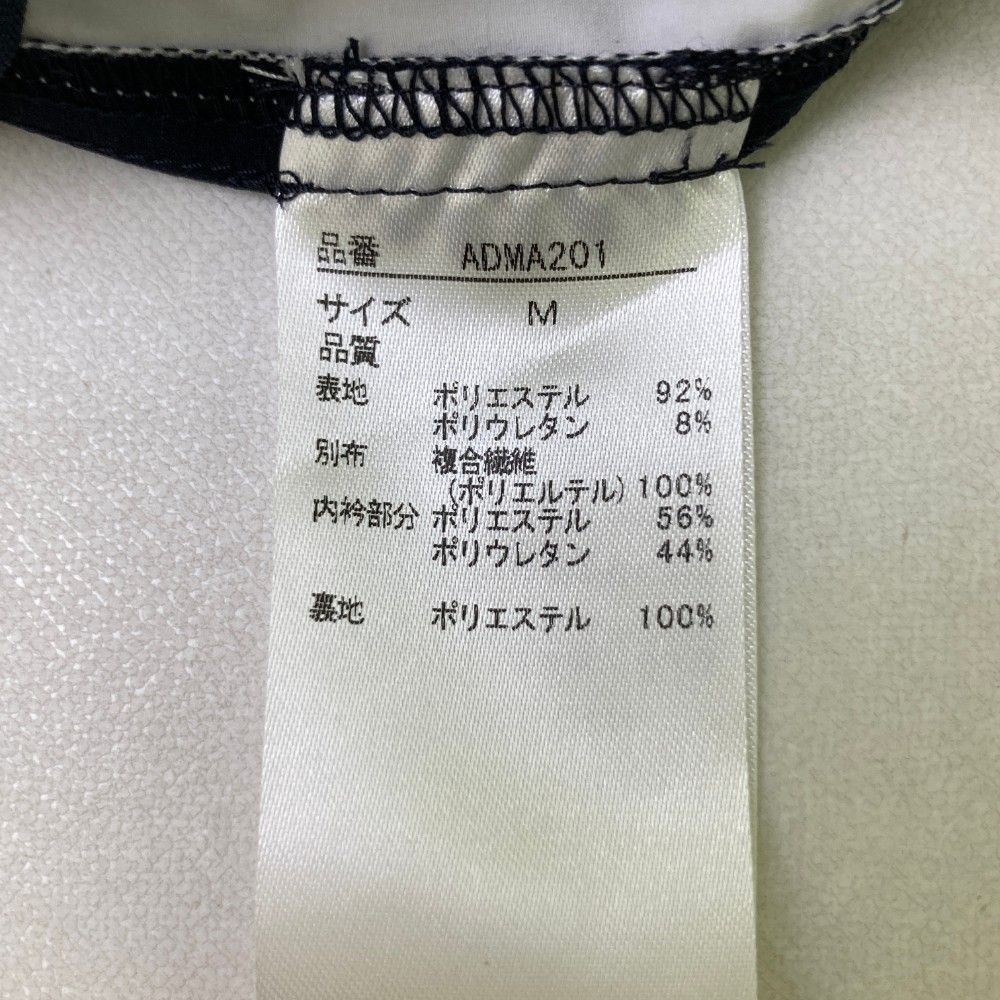 品番 ADMA201
サイズ M
品質
表地 ポリエステル 92%
ポリウレタン 8%
別布 複合繊維
(ポリエルテル) 100%
内衿部分 ポリエステル 56%
ポリウレタン 44%
裏地 ポリエステル 100%